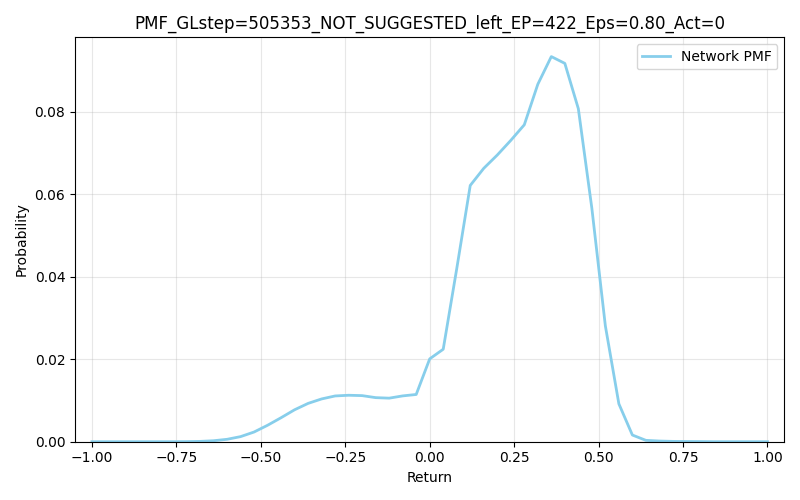 PMF_GLstep=505353_NOT_SUGGESTED_left_EP=422_Eps=0.80_Act=0
Network PMF
Probability
0.08
0.06
0.04
0.02
0.00
−1.00 −0.75 −0.50 −0.25 0.00 0.25 0.50 0.75 1.00
Return